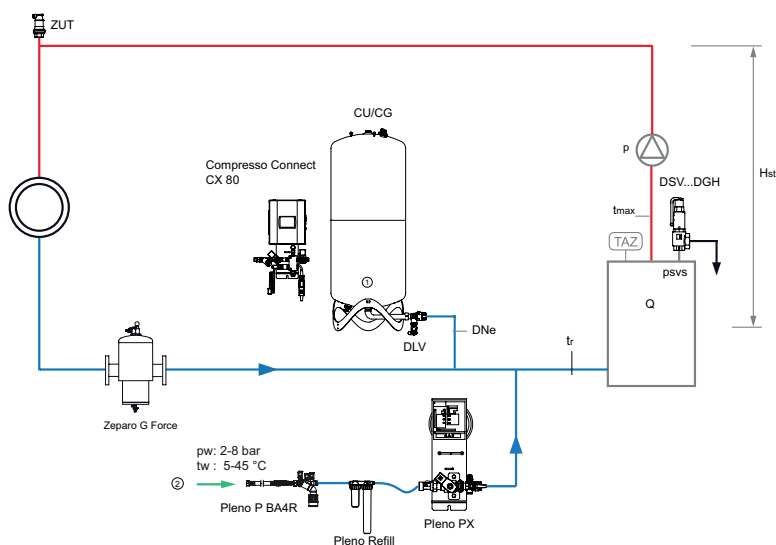 ZUT
CU/CG
Compresso Connect
CX 80
p
DSV...DGH
Hst
tmax
TAZ
psvs
Q
①
DLV
DNe
tr
Zeparo G Force
pw: 2-8 bar
tw : 5-45 °C
②
Pleno P BA4R
Pleno Refill
Pleno PX